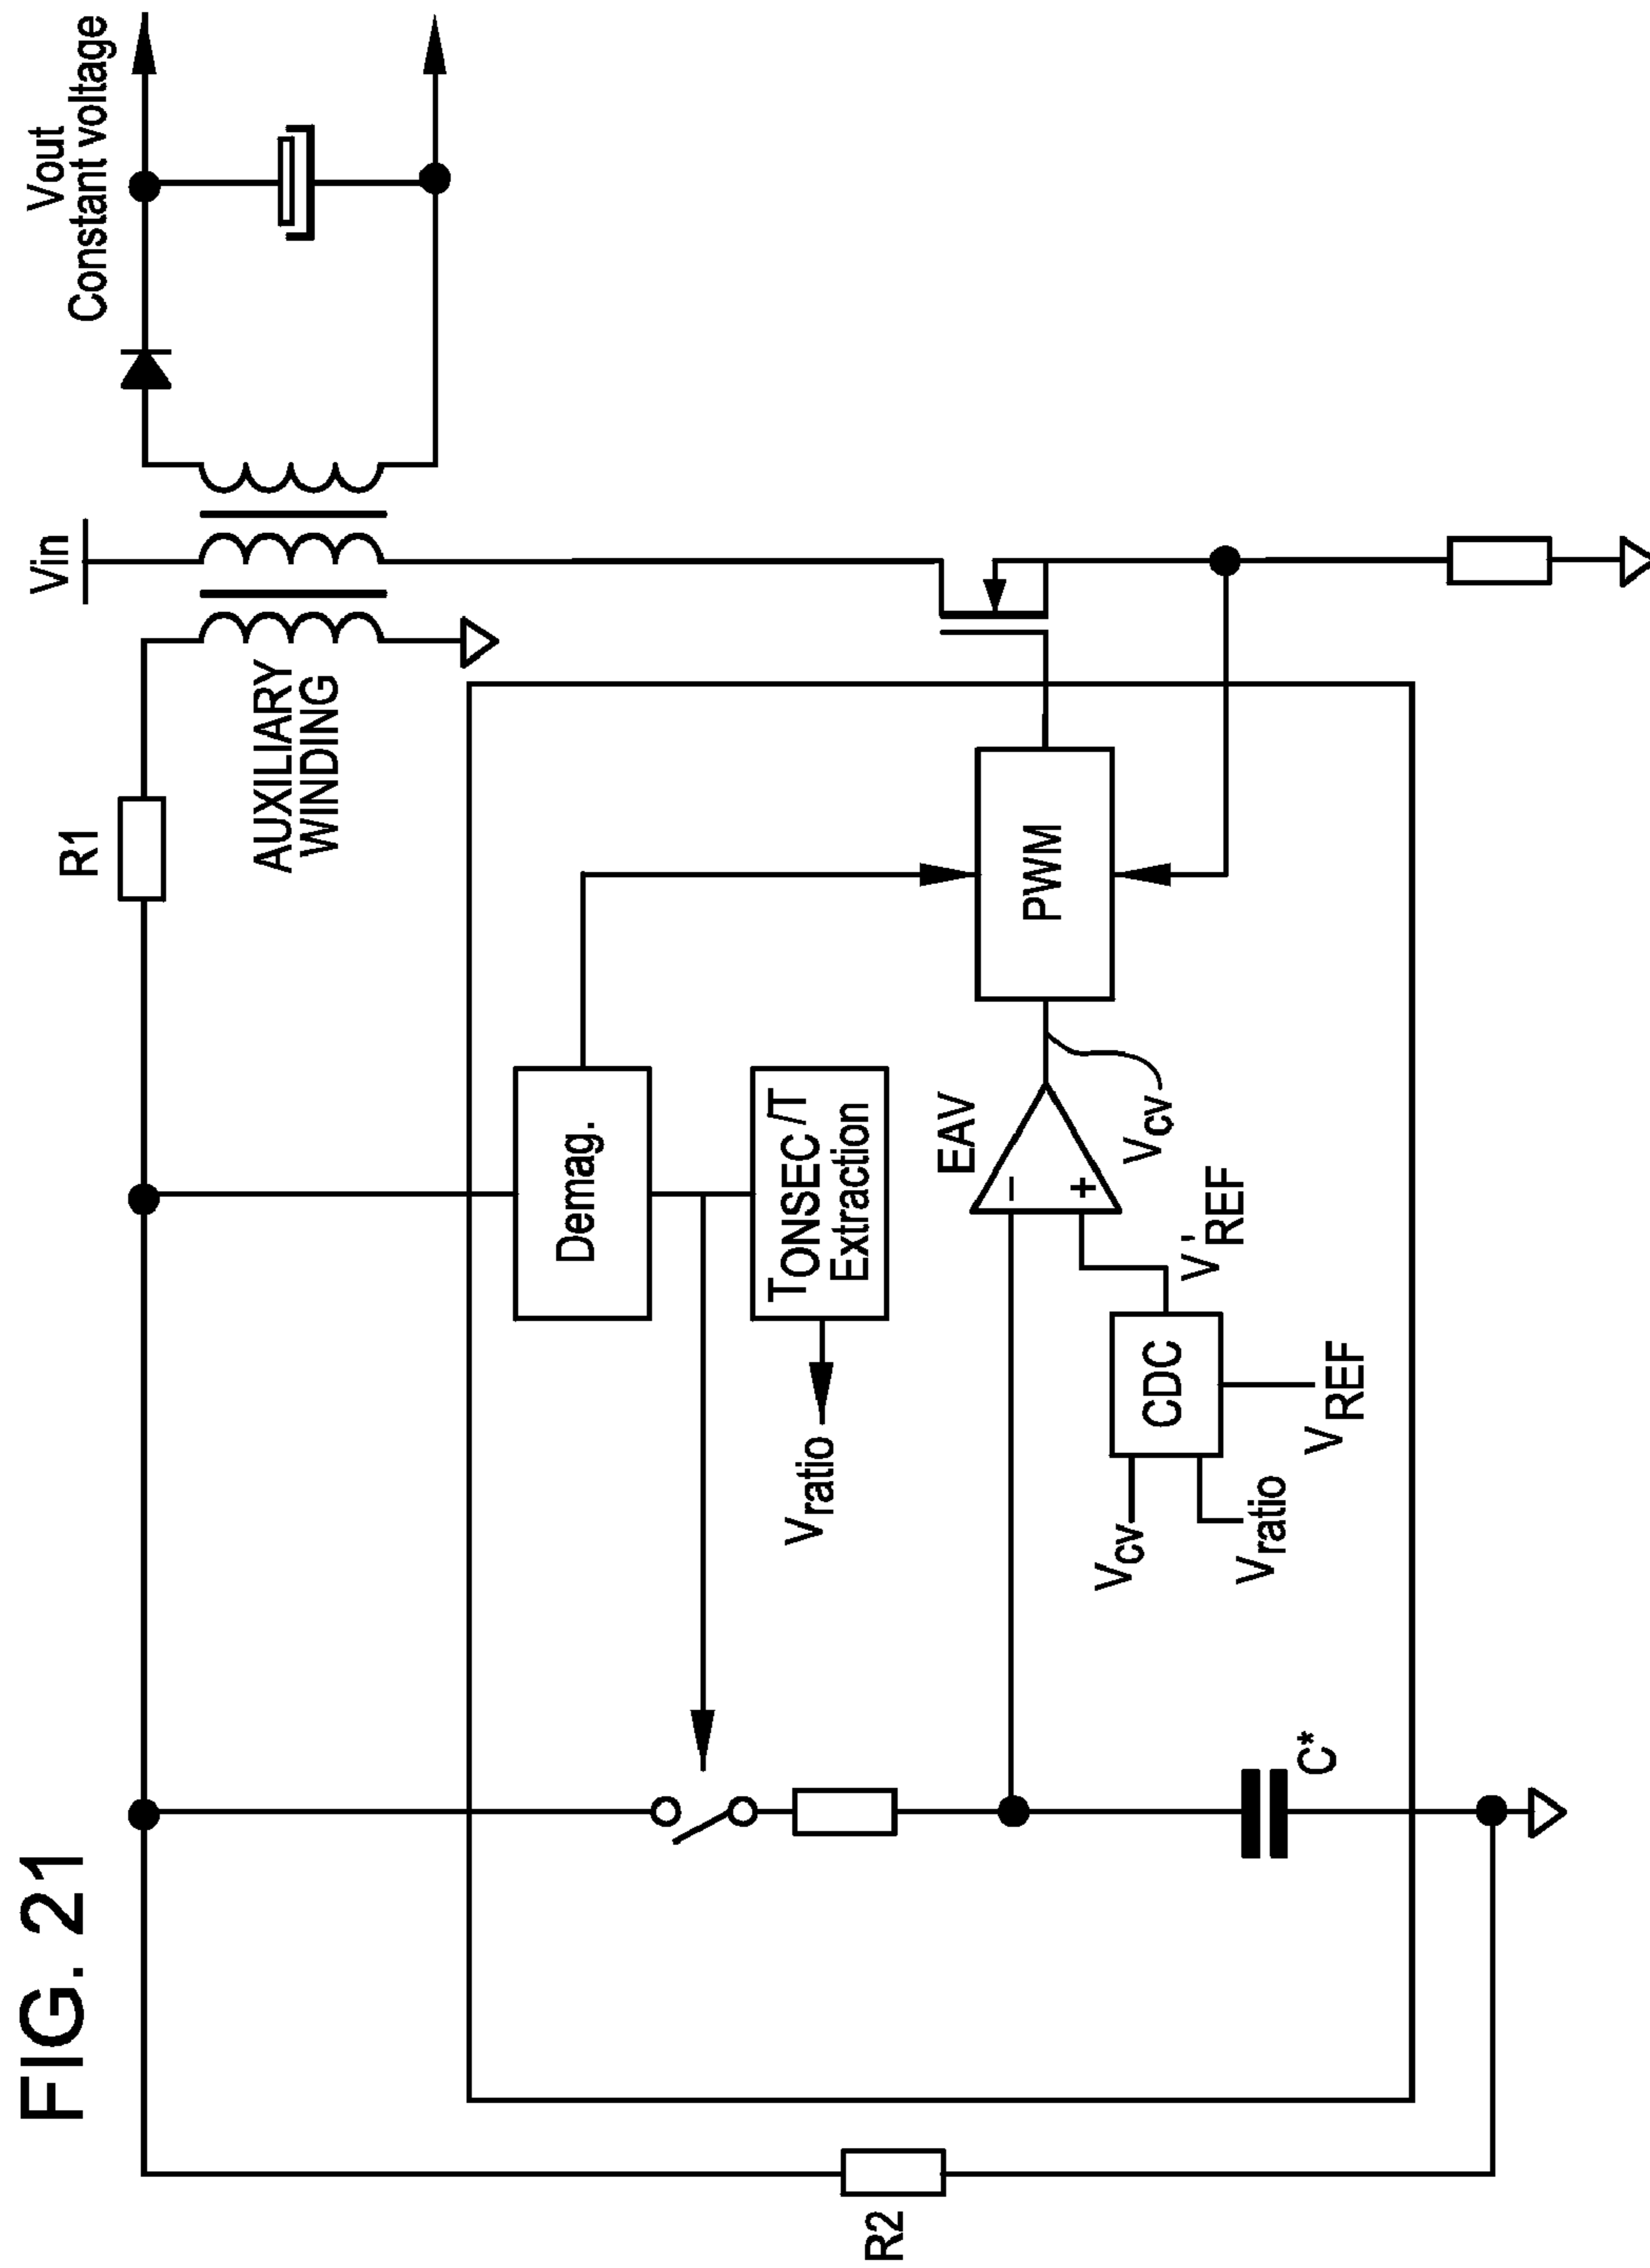 FIG. 21
Vin
Vout
Constant voltage
R1
AUXILIARY
WINDING
Demag.
TONSEC /T
Extraction
Vratio
PWM
EAV
−
+
Vcv
V'REF
CDC
Vcv
Vratio
VREF
C*
R2